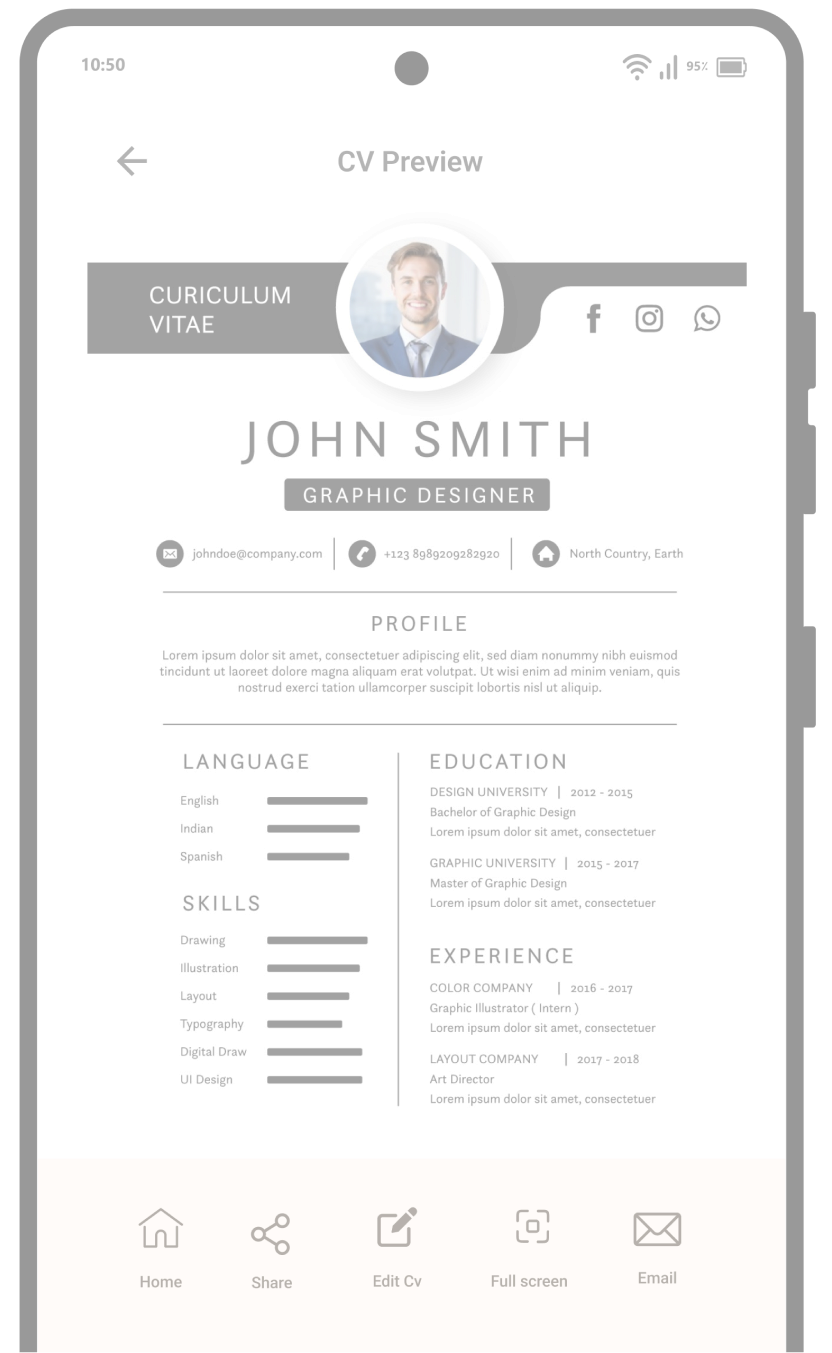 10:50
95%
CV Preview
CURICULUM
VITAE
JOHN SMITH
GRAPHIC DESIGNER
johndoe@company.com | +123 8989209282920 | North Country, Earth
PROFILE
Lorem ipsum dolor sit amet, consectetuer adipiscing elit, sed diam nonummy nibh euismod
tincidunt ut laoreet dolore magna aliquam erat volutpat. Ut wisi enim ad minim veniam, quis
nostrud exerci tation ullamcorper suscipit lobortis nisl ut aliquip.
LANGUAGE
English
Indian
Spanish
SKILLS
Drawing
Illustration
Layout
Typography
Digital Draw
UI Design
EDUCATION
DESIGN UNIVERSITY | 2012 - 2015
Bachelor of Graphic Design
Lorem ipsum dolor sit amet, consectetuer
GRAPHIC UNIVERSITY | 2015 - 2017
Master of Graphic Design
Lorem ipsum dolor sit amet, consectetuer
EXPERIENCE
COLOR COMPANY | 2016 - 2017
Graphic Illustrator ( Intern )
Lorem ipsum dolor sit amet, consectetuer
LAYOUT COMPANY | 2017 - 2018
Art Director
Lorem ipsum dolor sit amet, consectetuer
Home
Share
Edit Cv
Full screen
Email